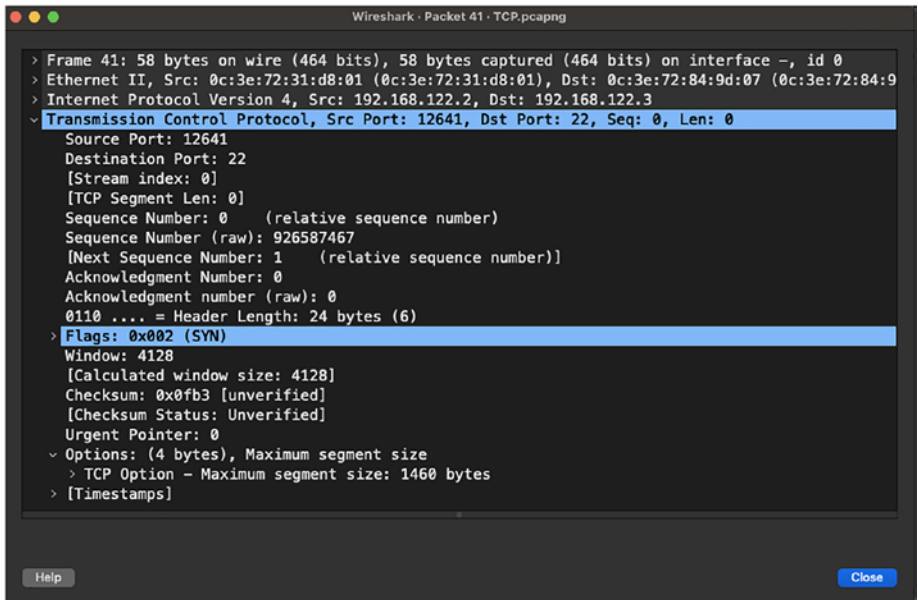 Wireshark · Packet 41 · TCP.pcapng
> Frame 41: 58 bytes on wire (464 bits), 58 bytes captured (464 bits) on interface -, id 0
> Ethernet II, Src: 0c:3e:72:31:d8:01 (0c:3e:72:31:d8:01), Dst: 0c:3e:72:84:9d:07 (0c:3e:72:84:9
> Internet Protocol Version 4, Src: 192.168.122.2, Dst: 192.168.122.3
Transmission Control Protocol, Src Port: 12641, Dst Port: 22, Seq: 0, Len: 0
Source Port: 12641
Destination Port: 22
[Stream index: 0]
[TCP Segment Len: 0]
Sequence Number: 0 (relative sequence number)
Sequence Number (raw): 926587467
[Next Sequence Number: 1 (relative sequence number)]
Acknowledgment Number: 0
Acknowledgment number (raw): 0
0110 .... = Header Length: 24 bytes (6)
> Flags: 0x002 (SYN)
Window: 4128
[Calculated window size: 4128]
Checksum: 0x0fb3 [unverified]
[Checksum Status: Unverified]
Urgent Pointer: 0
Options: (4 bytes), Maximum segment size
> TCP Option – Maximum segment size: 1460 bytes
> [Timestamps]
Help
Close